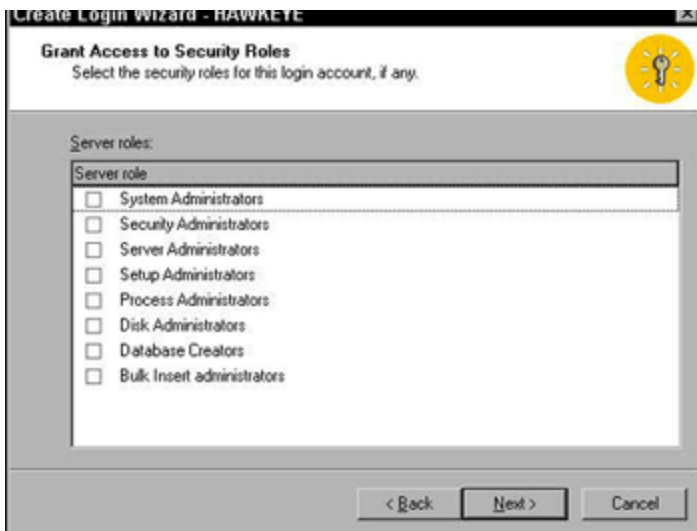 Create Login Wizard - HAWKEYE
Grant Access to Security Roles
Select the security roles for this login account, if any.
Server roles:
Server role
System Administrators
Security Administrators
Server Administrators
Setup Administrators
Process Administrators
Disk Administrators
Database Creators
Bulk Insert administrators
< Back Next > Cancel